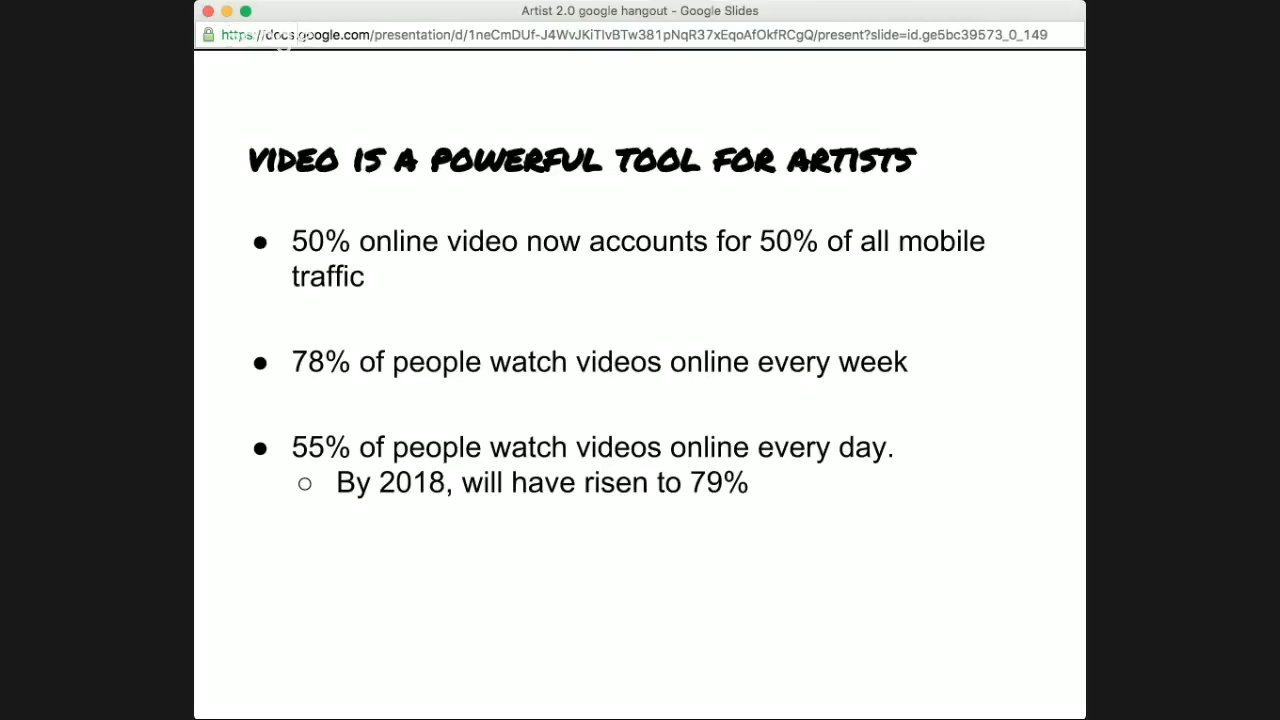 Artist 2.0 google hangout - Google Slides
https://docs.google.com/presentation/d/1neCmDUf-J4WvJKiTlvBTw381pNqR37xEqoAfOkfRCgQ/present?slide=id.ge5bc39573_0_149
VIDEO IS A POWERFUL TOOL FOR ARTISTS
● 50% online video now accounts for 50% of all mobile
traffic
● 78% of people watch videos online every week
● 55% of people watch videos online every day.
○ By 2018, will have risen to 79%